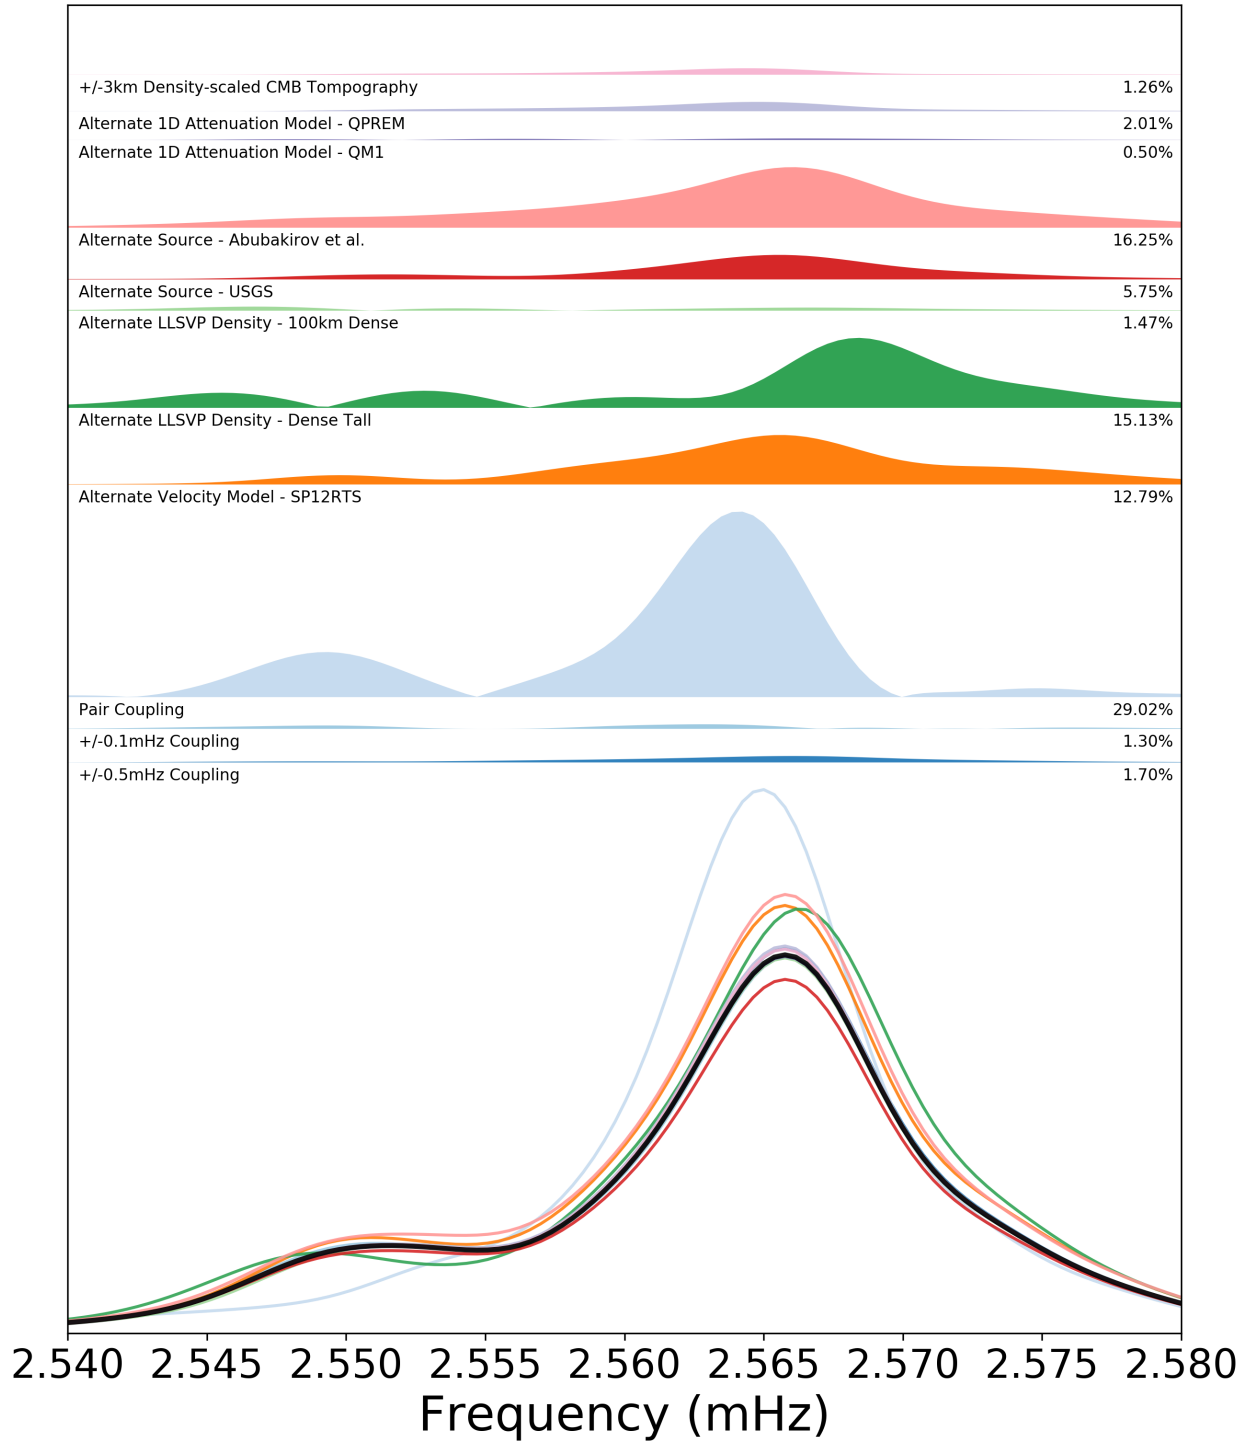 +/-3km Density-scaled CMB Tompography 1.26%
Alternate 1D Attenuation Model - QPREM 2.01%
Alternate 1D Attenuation Model - QM1 0.50%
Alternate Source - Abubakirov et al. 16.25%
Alternate Source - USGS 5.75%
Alternate LLSVP Density - 100km Dense 1.47%
Alternate LLSVP Density - Dense Tall 15.13%
Alternate Velocity Model - SP12RTS 12.79%
Pair Coupling 29.02%
+/-0.1mHz Coupling 1.30%
+/-0.5mHz Coupling 1.70%
2.540 2.545 2.550 2.555 2.560 2.565 2.570 2.575 2.580
Frequency (mHz)